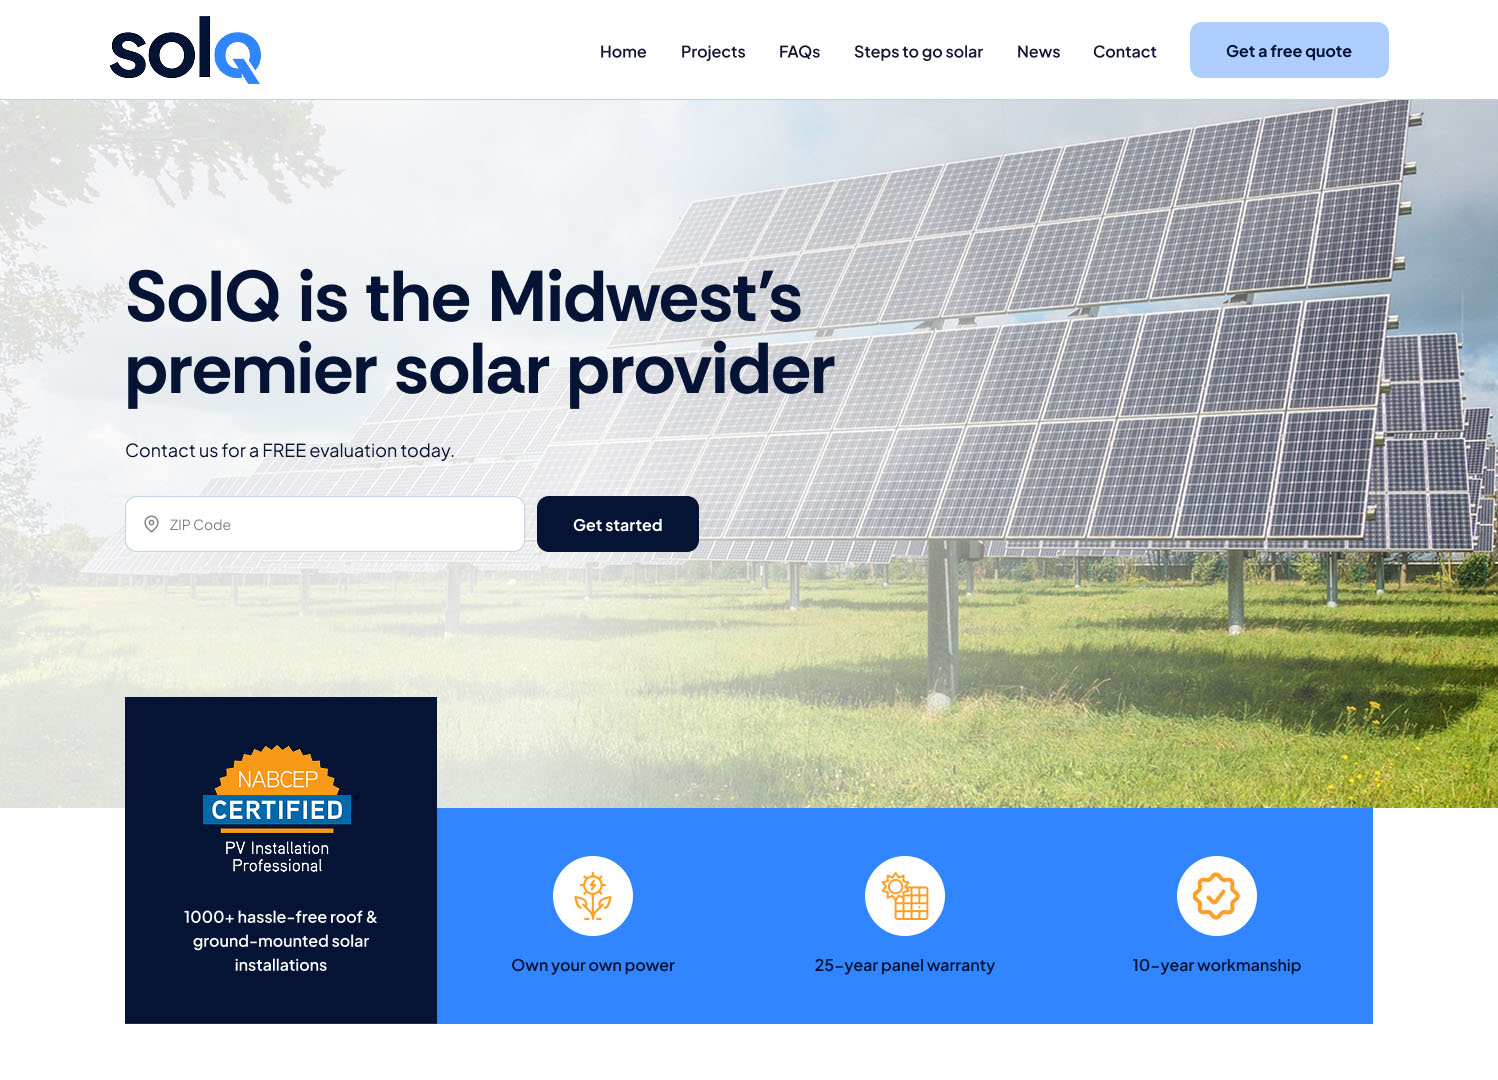 solQ
Home
Projects
FAQs
Steps to go solar
News
Contact
Get a free quote
SolQ is the Midwest's
premier solar provider
Contact us for a FREE evaluation today.
ZIP Code
Get started
NABCEP
CERTIFIED
PV Installation
Professional
1000+ hassle-free roof &
ground-mounted solar
installations
Own your own power
25-year panel warranty
10-year workmanship